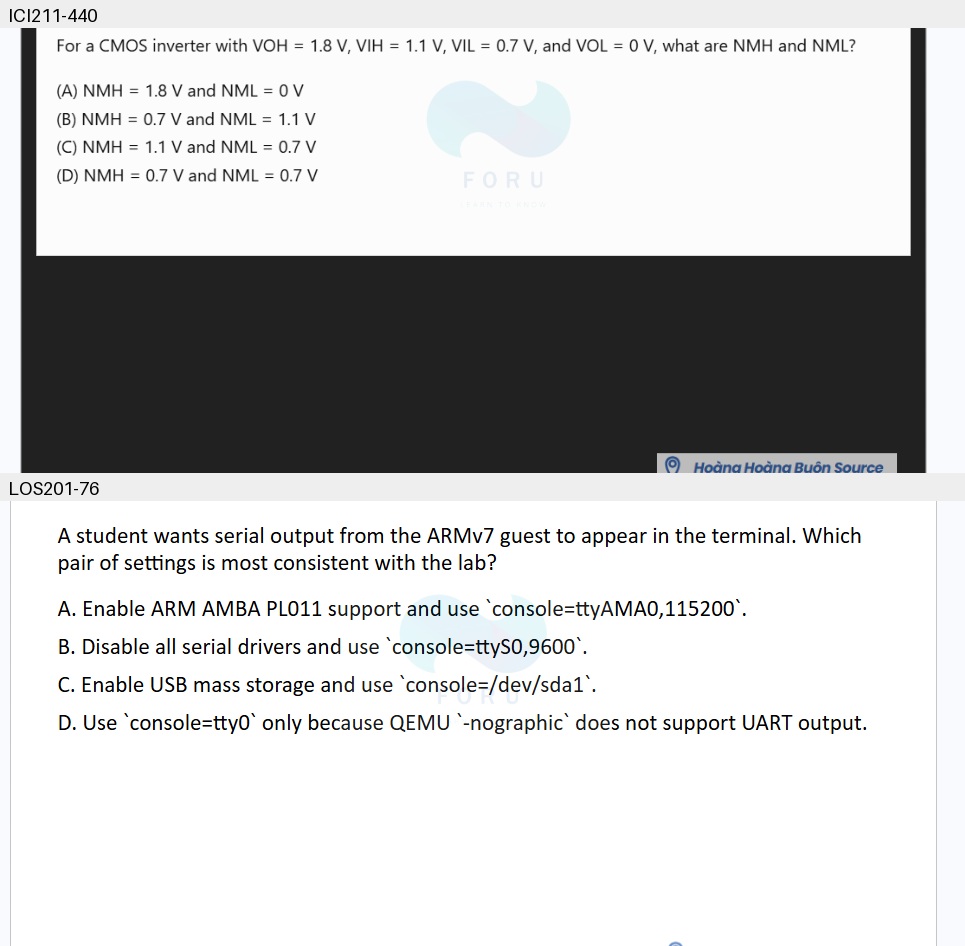 ICI211-440
For a CMOS inverter with VOH = 1.8 V, VIH = 1.1 V, VIL = 0.7 V, and VOL = 0 V, what are NMH and NML?
(A) NMH = 1.8 V and NML = 0 V
(B) NMH = 0.7 V and NML = 1.1 V
(C) NMH = 1.1 V and NML = 0.7 V
(D) NMH = 0.7 V and NML = 0.7 V
FORU
LEARN TO KNOW
Hoàng Hoàng Buôn Source
LOS201-76
A student wants serial output from the ARMv7 guest to appear in the terminal. Which
pair of settings is most consistent with the lab?
A. Enable ARM AMBA PL011 support and use `console=ttyAMA0,115200`.
B. Disable all serial drivers and use `console=ttyS0,9600`.
C. Enable USB mass storage and use `console=/dev/sda1`.
FORU
D. Use `console=tty0` only because QEMU `-nographic` does not support UART output.